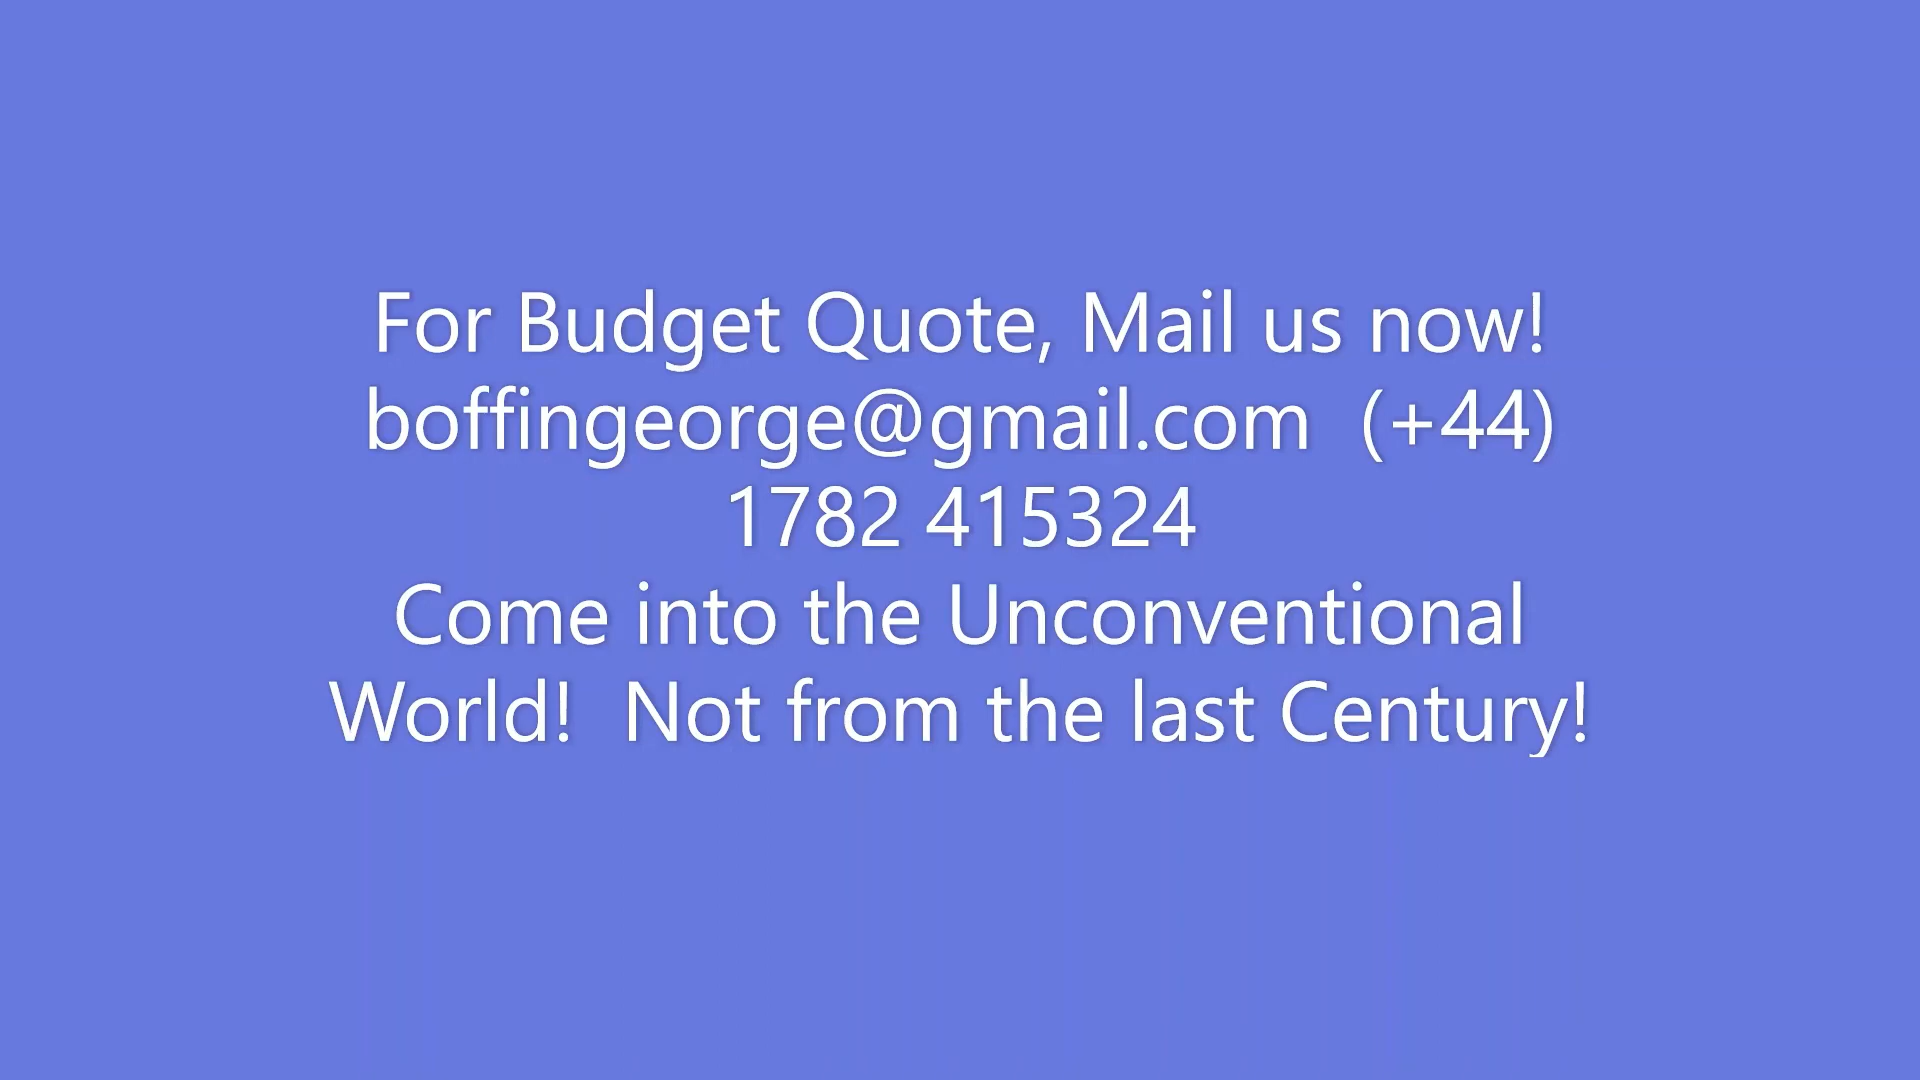 For Budget Quote, Mail us now!
boffingeorge@gmail.com  (+44)
1782 415324
Come into the Unconventional
World!  Not from the last Century!